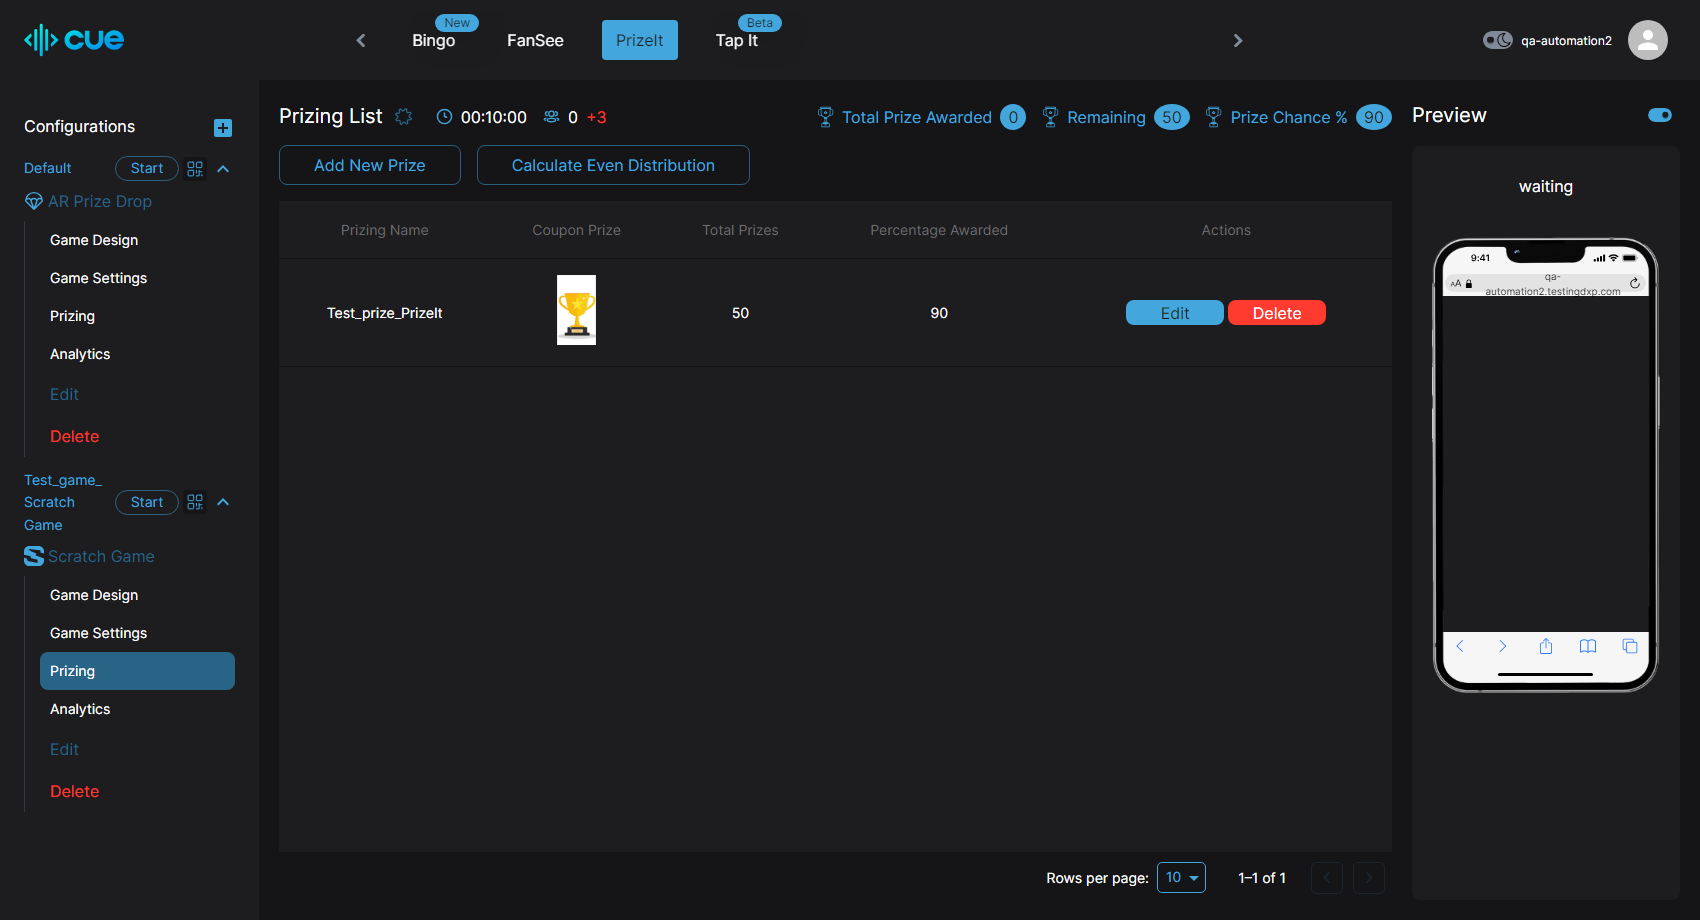 cue
New
Bingo
FanSee
PrizeIt
Beta
Tap It
qa-automation2
Configurations
Default
Start
AR Prize Drop
Game Design
Game Settings
Prizing
Analytics
Edit
Delete
Test_game_
Scratch
Game
Start
Scratch Game
Game Design
Game Settings
Prizing
Analytics
Edit
Delete
Prizing List
00:10:00
0 +3
Total Prize Awarded 0
Remaining 50
Prize Chance % 90
Add New Prize
Calculate Even Distribution
Prizing Name
Coupon Prize
Total Prizes
Percentage Awarded
Actions
Test_prize_PrizeIt
50
90
Edit
Delete
Rows per page: 10
1–1 of 1
Preview
waiting
9:41
AA
qa-
automation2.testingdxp.com